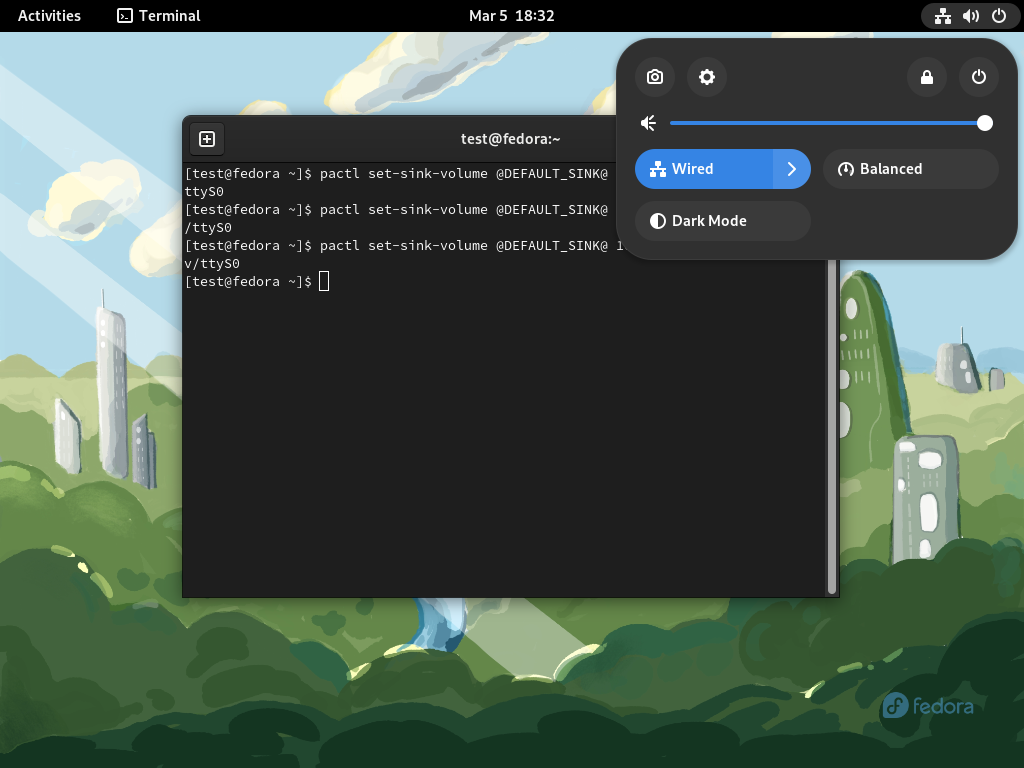 Activities Terminal Mar 5 18:32
test@fedora:~
[test@fedora ~]$ pactl set-sink-volume @DEFAULT_SINK@
ttyS0
[test@fedora ~]$ pactl set-sink-volume @DEFAULT_SINK@
/ttyS0
[test@fedora ~]$ pactl set-sink-volume @DEFAULT_SINK@ 1
v/ttyS0
[test@fedora ~]$
Wired Balanced
Dark Mode
fedora